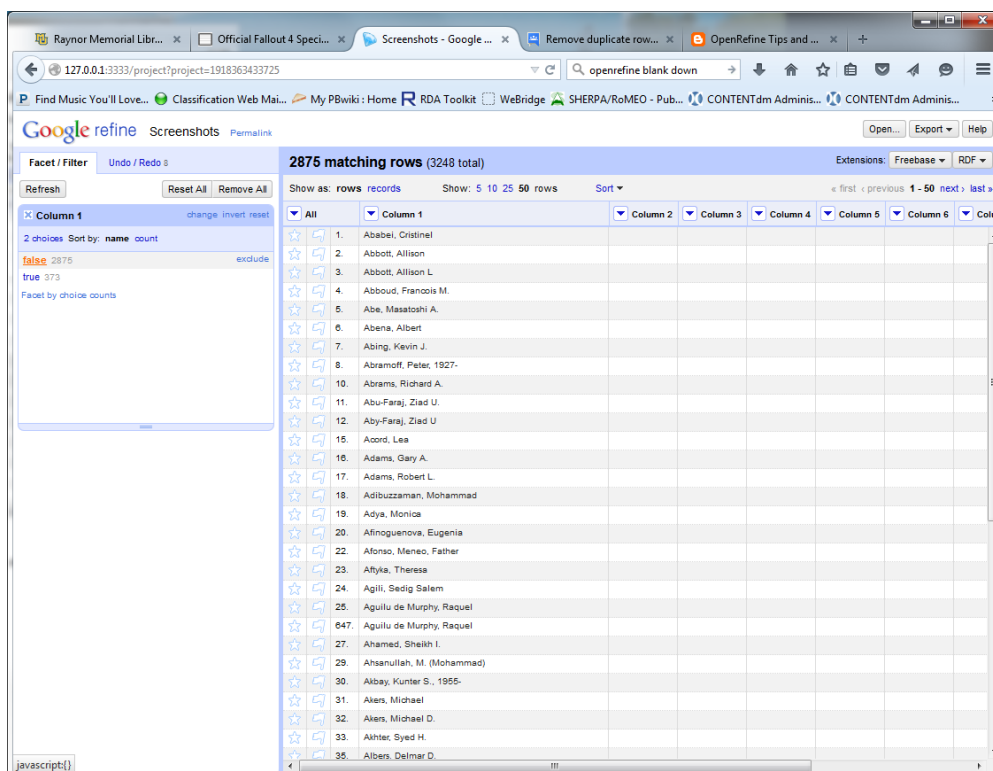 Raynor Memorial Libr... × Official Fallout 4 Speci... × Screenshots - Google ... × Remove duplicate row... × OpenRefine Tips and ... × +
127.0.0.1:3333/project?project=1918363433725 openrefine blank down
Find Music You'll Love... Classification Web Mai... My PBwiki : Home RDA Toolkit WeBridge SHERPA/RoMEO - Pub... CONTENTdm Adminis... CONTENTdm Adminis...
Google refine Screenshots Permalink Open... Export Help
Facet / Filter Undo / Redo 8 2875 matching rows (3248 total) Extensions: Freebase RDF
Refresh Reset All Remove All Show as: rows records Show: 5 10 25 50 rows Sort « first ‹ previous 1 - 50 next › last »
Column 1 change invert reset All Column 1 Column 2 Column 3 Column 4 Column 5 Column 6 Colu
2 choices Sort by: name count
false 2875 exclude
true 373
Facet by choice counts
1. Ababei, Cristinel
2. Abbott, Allison
3. Abbott, Allison L
4. Abboud, Francois M.
5. Abe, Masatoshi A.
6. Abena, Albert
7. Abing, Kevin J.
8. Abramoff, Peter, 1927-
10. Abrams, Richard A.
11. Abu-Faraj, Ziad U.
12. Aby-Faraj, Ziad U
15. Acord, Lea
16. Adams, Gary A.
17. Adams, Robert L.
18. Adibuzzaman, Mohammad
19. Adya, Monica
20. Afinoguenova, Eugenia
22. Afonso, Meneo, Father
23. Aftyka, Theresa
24. Agili, Sedig Salem
25. Aguilu de Murphy, Raquel
647. Aguilu de Murphy, Raquel
27. Ahamed, Sheikh I.
29. Ahsanullah, M. (Mohammad)
30. Akbay, Kunter S., 1955-
31. Akers, Michael
32. Akers, Michael D.
33. Akhter, Syed H.
35. Albers, Delmar D.
javascript:{}